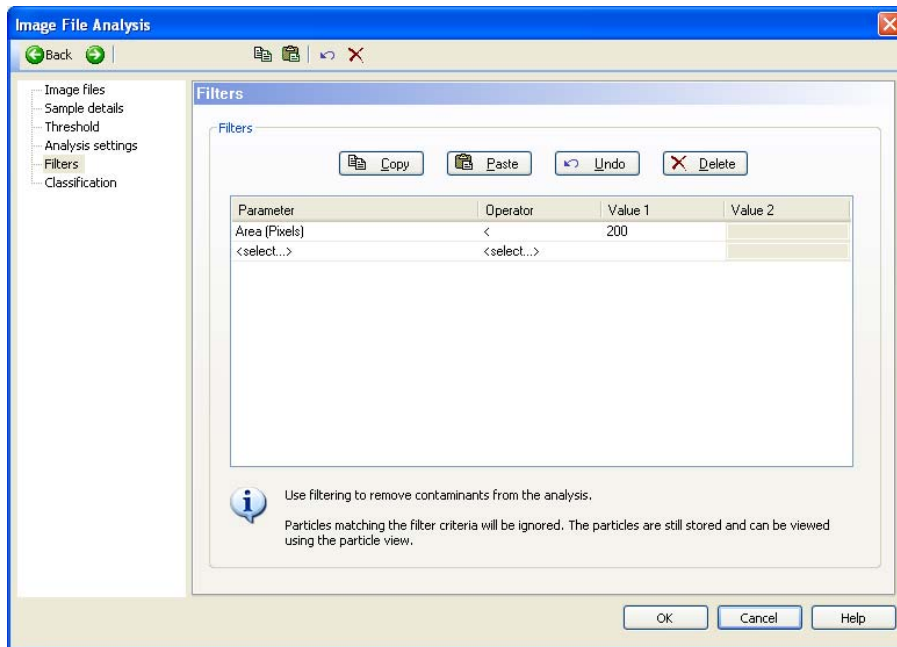 Image File Analysis
Back
Image files
Sample details
Threshold
Analysis settings
Filters
Classification
Filters
Filters
Copy Paste Undo Delete
Parameter Operator Value 1 Value 2
Area (Pixels) < 200
<select...> <select...>
Use filtering to remove contaminants from the analysis.
Particles matching the filter criteria will be ignored. The particles are still stored and can be viewed
using the particle view.
OK Cancel Help